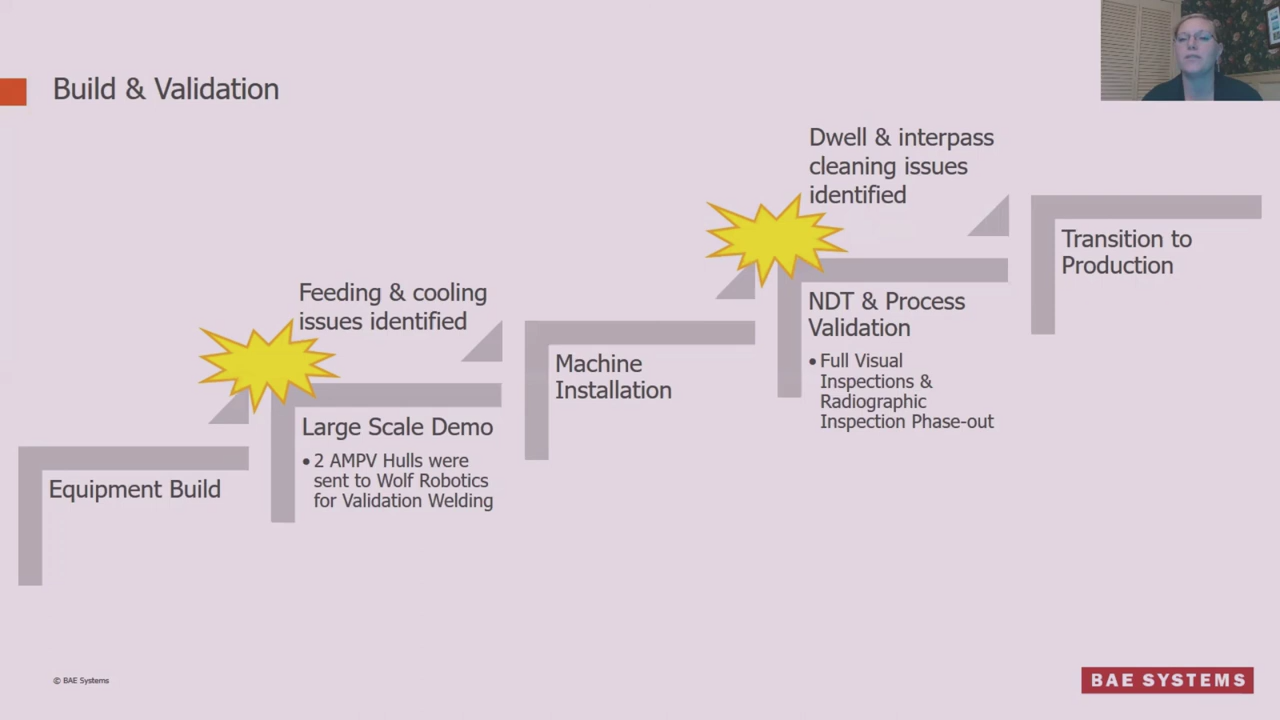 Build & Validation
Dwell & interpass
cleaning issues
identified
Transition to
Production
Feeding & cooling
issues identified
NDT & Process
Validation
• Full Visual
Inspections &
Radiographic
Inspection Phase-out
Machine
Installation
Large Scale Demo
• 2 AMPV Hulls were
sent to Wolf Robotics
for Validation Welding
Equipment Build
© BAE Systems
BAE SYSTEMS